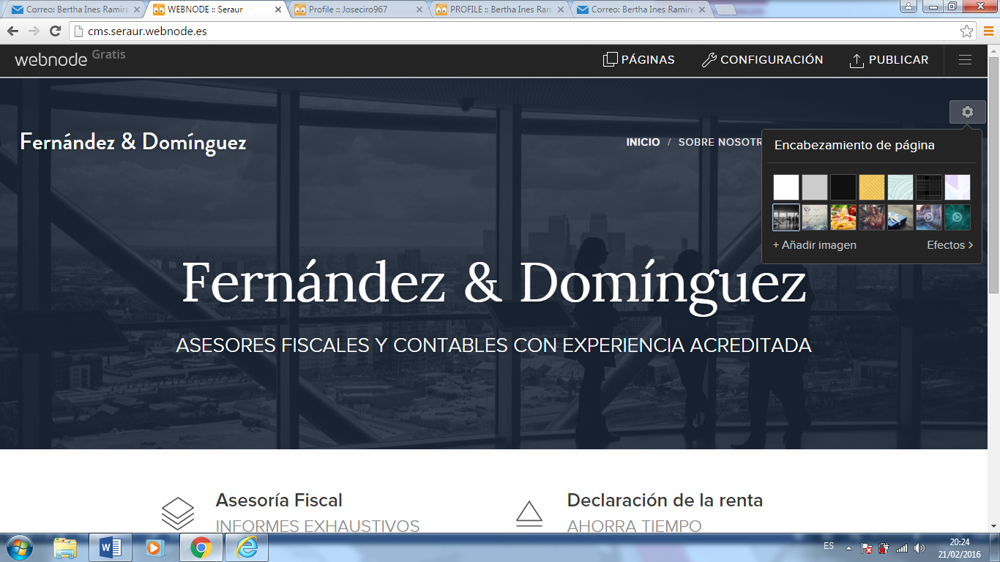 Correo: Bertha Ines Ramire
WEBNODE :: Seraur
Profile :: Joseciro967
PROFILE :: Bertha Ines Ram
Correo: Bertha Ines Ramire
cms.seraur.webnode.es
webnode Gratis
PÁGINAS
CONFIGURACIÓN
PUBLICAR
Fernández & Domínguez
INICIO / SOBRE NOSOTR
Encabezamiento de página
+ Añadir imagen
Efectos >
Fernández & Domínguez
ASESORES FISCALES Y CONTABLES CON EXPERIENCIA ACREDITADA
Asesoría Fiscal
INFORMES EXHAUSTIVOS
Declaración de la renta
AHORRA TIEMPO
ES
20:24
21/02/2016